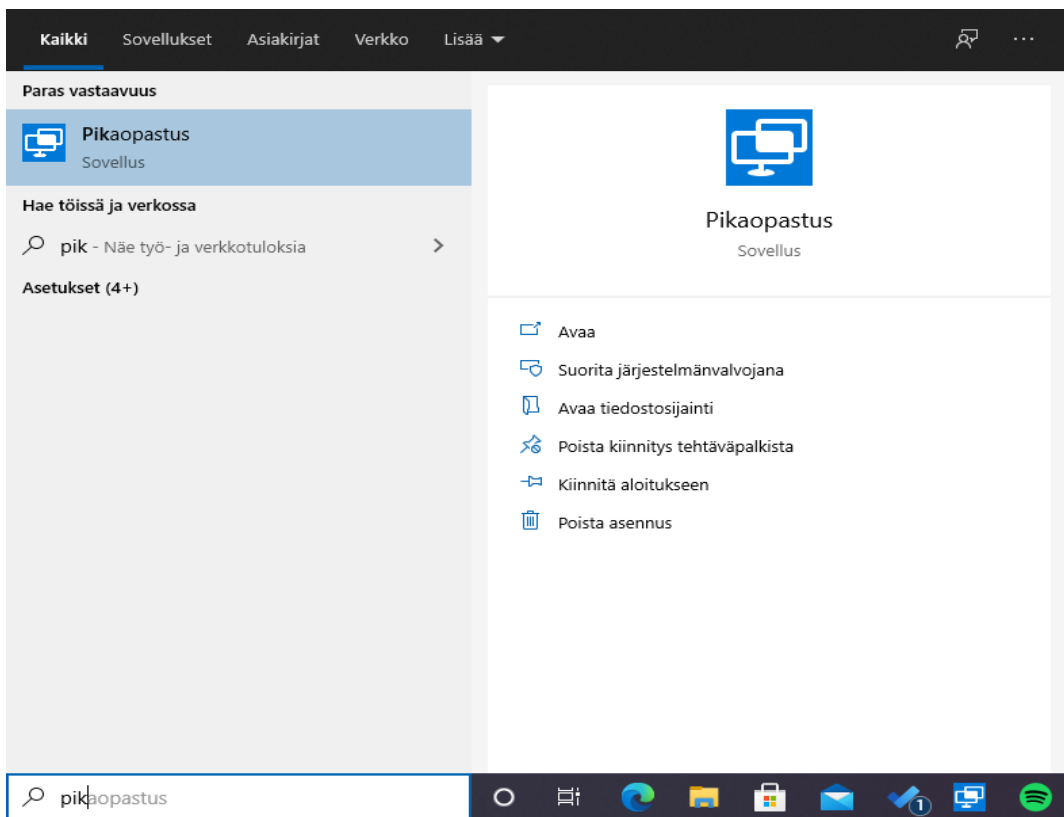 Kaikki Sovellukset Asiakirjat Verkko Lisää
Paras vastaavuus
Pikaopastus
Sovellus
Hae töissä ja verkossa
pik - Näe työ- ja verkkotuloksia
Asetukset (4+)
Pikaopastus
Sovellus
Avaa
Suorita järjestelmänvalvojana
Avaa tiedostosijainti
Poista kiinnitys tehtäväpalkista
Kiinnitä aloitukseen
Poista asennus
pikaopastus
1